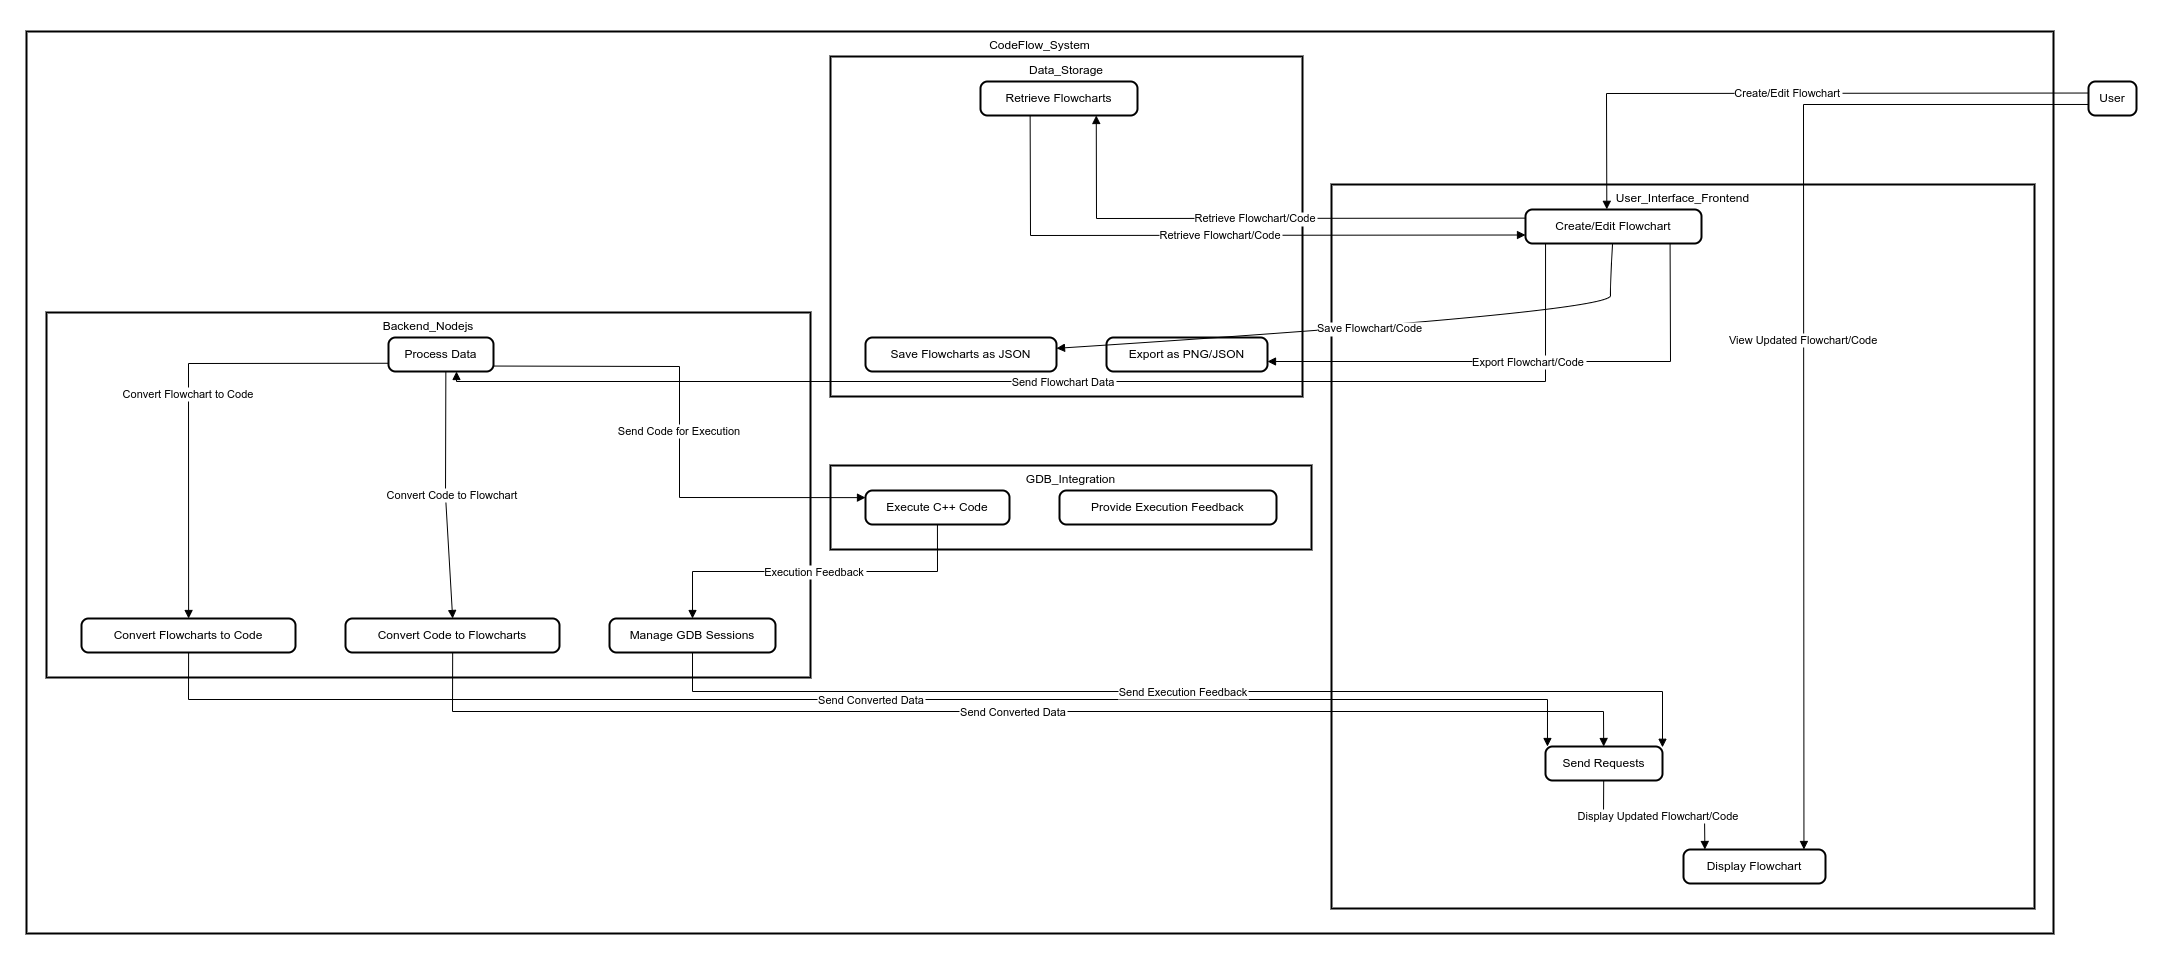 CodeFlow_System
Data_Storage
Retrieve Flowcharts
Create/Edit Flowchart
User
User_Interface_Frontend
Retrieve Flowchart/Code
Create/Edit Flowchart
Retrieve Flowchart/Code
Backend_Nodejs
Save Flowchart/Code
View Updated Flowchart/Code
Process Data
Save Flowcharts as JSON
Export as PNG/JSON
Export Flowchart/Code
Send Flowchart Data
Convert Flowchart to Code
Send Code for Execution
GDB_Integration
Convert Code to Flowchart
Execute C++ Code
Provide Execution Feedback
Execution Feedback
Convert Flowcharts to Code
Convert Code to Flowcharts
Manage GDB Sessions
Send Execution Feedback
Send Converted Data
Send Converted Data
Send Requests
Display Updated Flowchart/Code
Display Flowchart